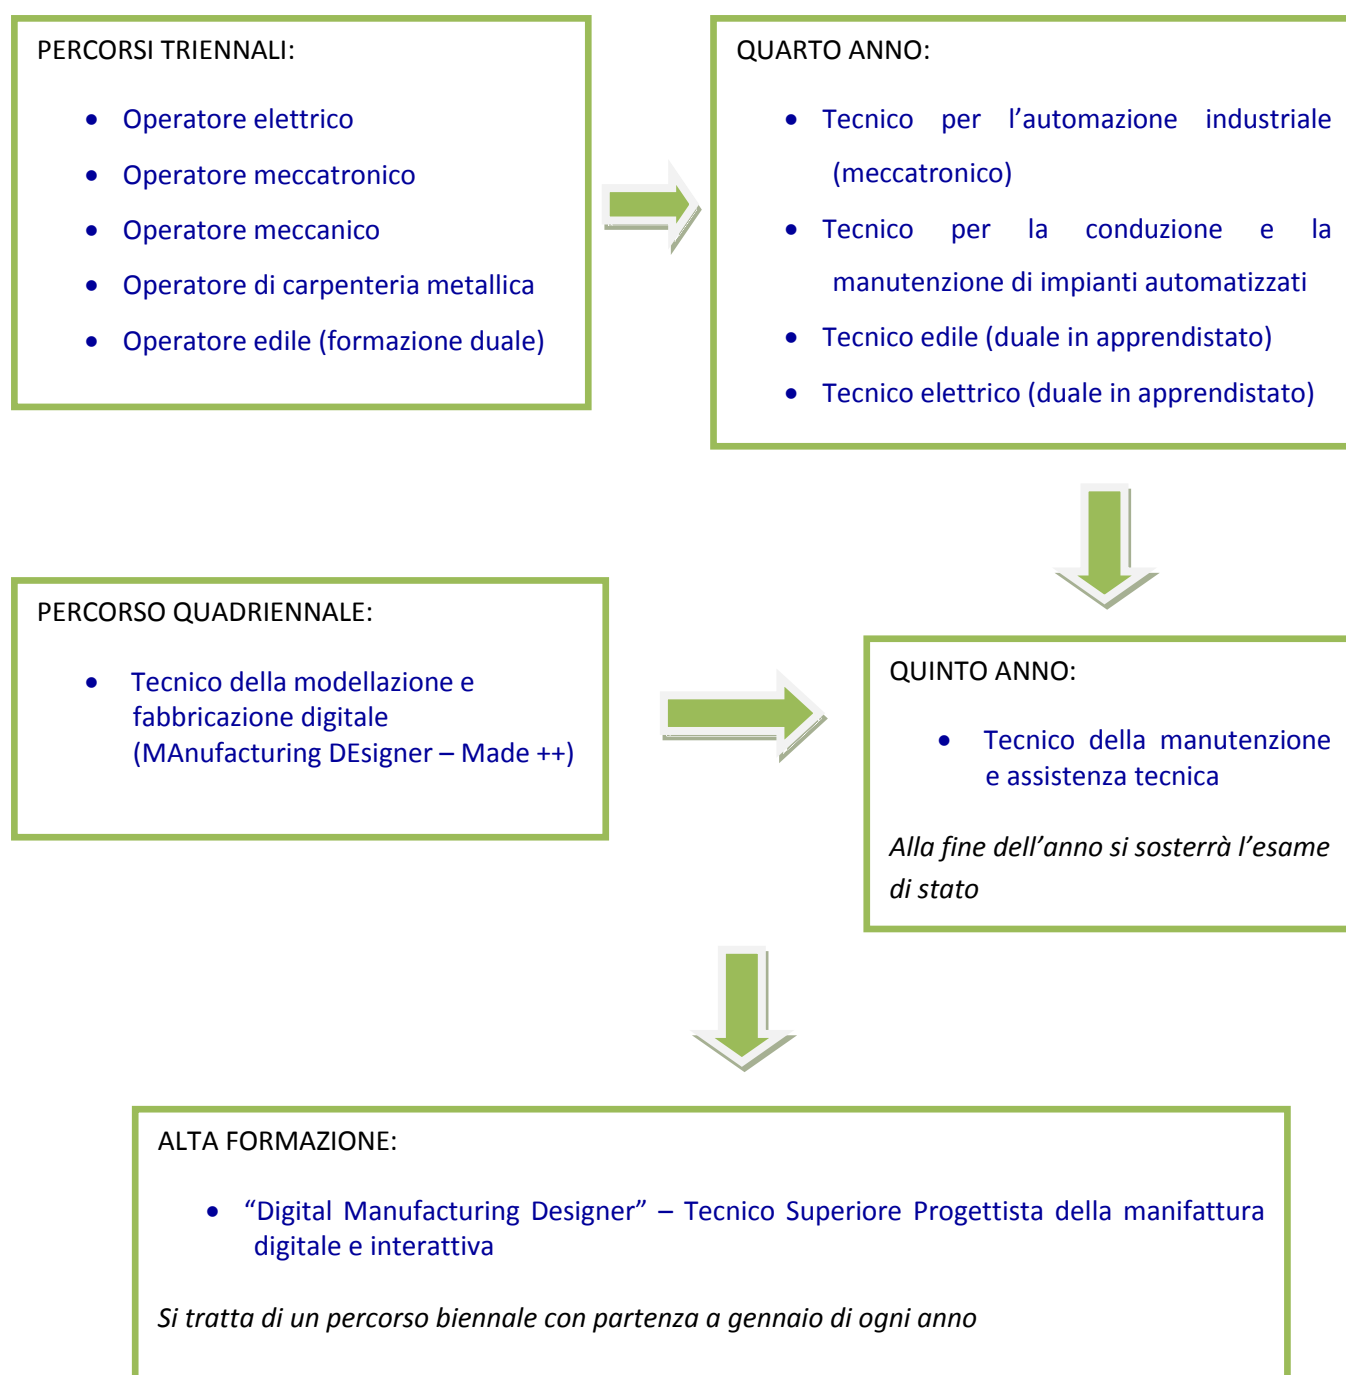 PERCORSI TRIENNALI:
• Operatore elettrico
• Operatore meccatronico
• Operatore meccanico
• Operatore di carpenteria metallica
• Operatore edile (formazione duale)
QUARTO ANNO:
• Tecnico per l’automazione industriale
(meccatronico)
• Tecnico per la conduzione e la
manutenzione di impianti automatizzati
• Tecnico edile (duale in apprendistato)
• Tecnico elettrico (duale in apprendistato)
PERCORSO QUADRIENNALE:
• Tecnico della modellazione e
fabbricazione digitale
(MAnufacturing DEsigner – Made ++)
QUINTO ANNO:
• Tecnico della manutenzione
e assistenza tecnica
Alla fine dell’anno si sosterrà l’esame
di stato
ALTA FORMAZIONE:
• “Digital Manufacturing Designer” – Tecnico Superiore Progettista della manifattura
digitale e interattiva
Si tratta di un percorso biennale con partenza a gennaio di ogni anno